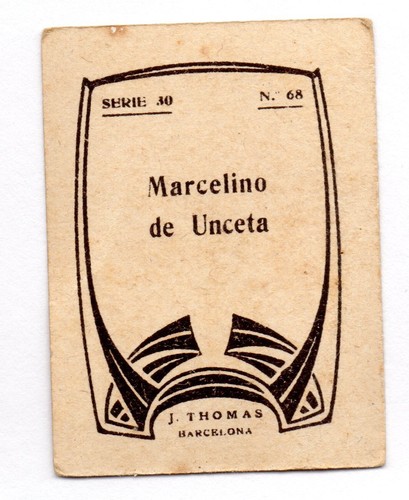 SERIE 30 N.º 68
Marcelino
de Unceta
J. THOMAS
BARCELONA